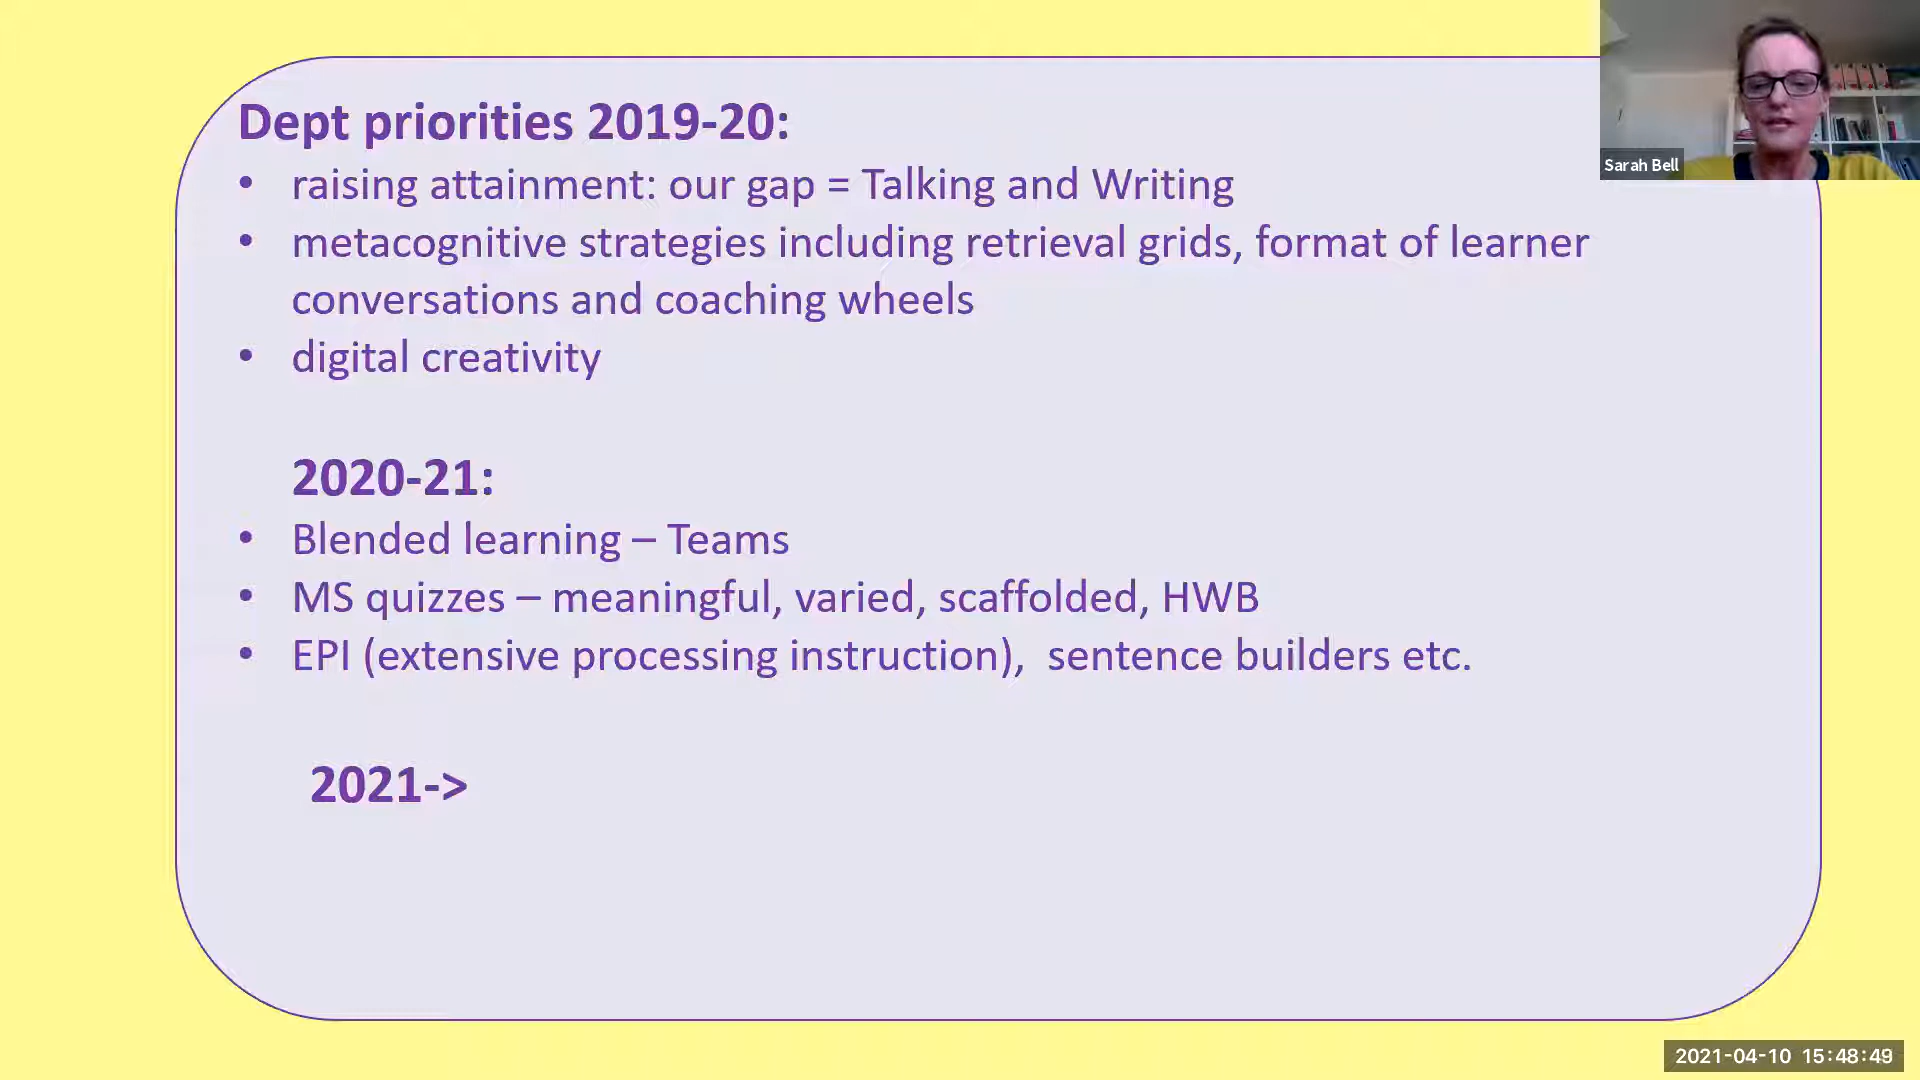 Dept priorities 2019-20:
• raising attainment: our gap = Talking and Writing
• metacognitive strategies including retrieval grids, format of learner
conversations and coaching wheels
• digital creativity
2020-21:
• Blended learning – Teams
• MS quizzes – meaningful, varied, scaffolded, HWB
• EPI (extensive processing instruction),  sentence builders etc.
2021->
Sarah Bell
2021-04-10 15:48:49